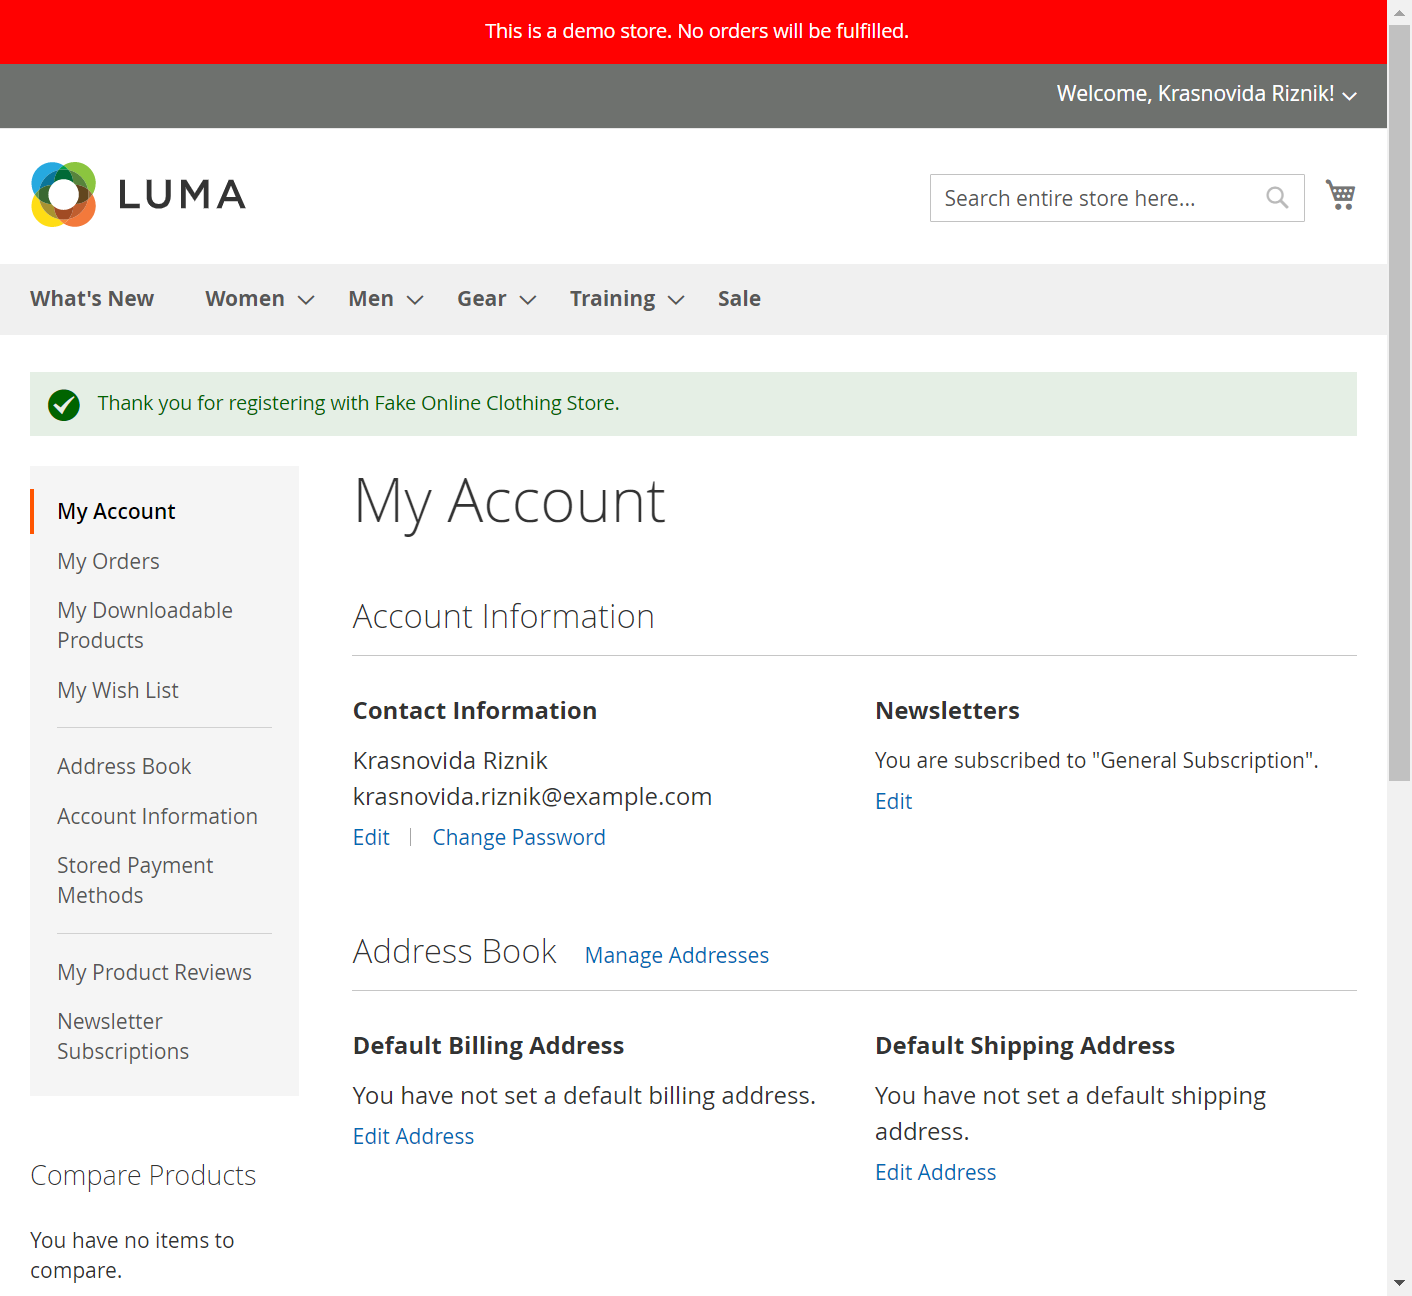 This is a demo store. No orders will be fulfilled.
Welcome, Krasnovida Riznik!
LUMA
Search entire store here...
What's New Women Men Gear Training Sale
Thank you for registering with Fake Online Clothing Store.
My Account
My Orders
My Downloadable
Products
My Wish List
Address Book
Account Information
Stored Payment
Methods
My Product Reviews
Newsletter
Subscriptions
Compare Products
You have no items to
compare.
My Account
Account Information
Contact Information
Krasnovida Riznik
krasnovida.riznik@example.com
Edit Change Password
Newsletters
You are subscribed to "General Subscription".
Edit
Address Book Manage Addresses
Default Billing Address
You have not set a default billing address.
Edit Address
Default Shipping Address
You have not set a default shipping
address.
Edit Address